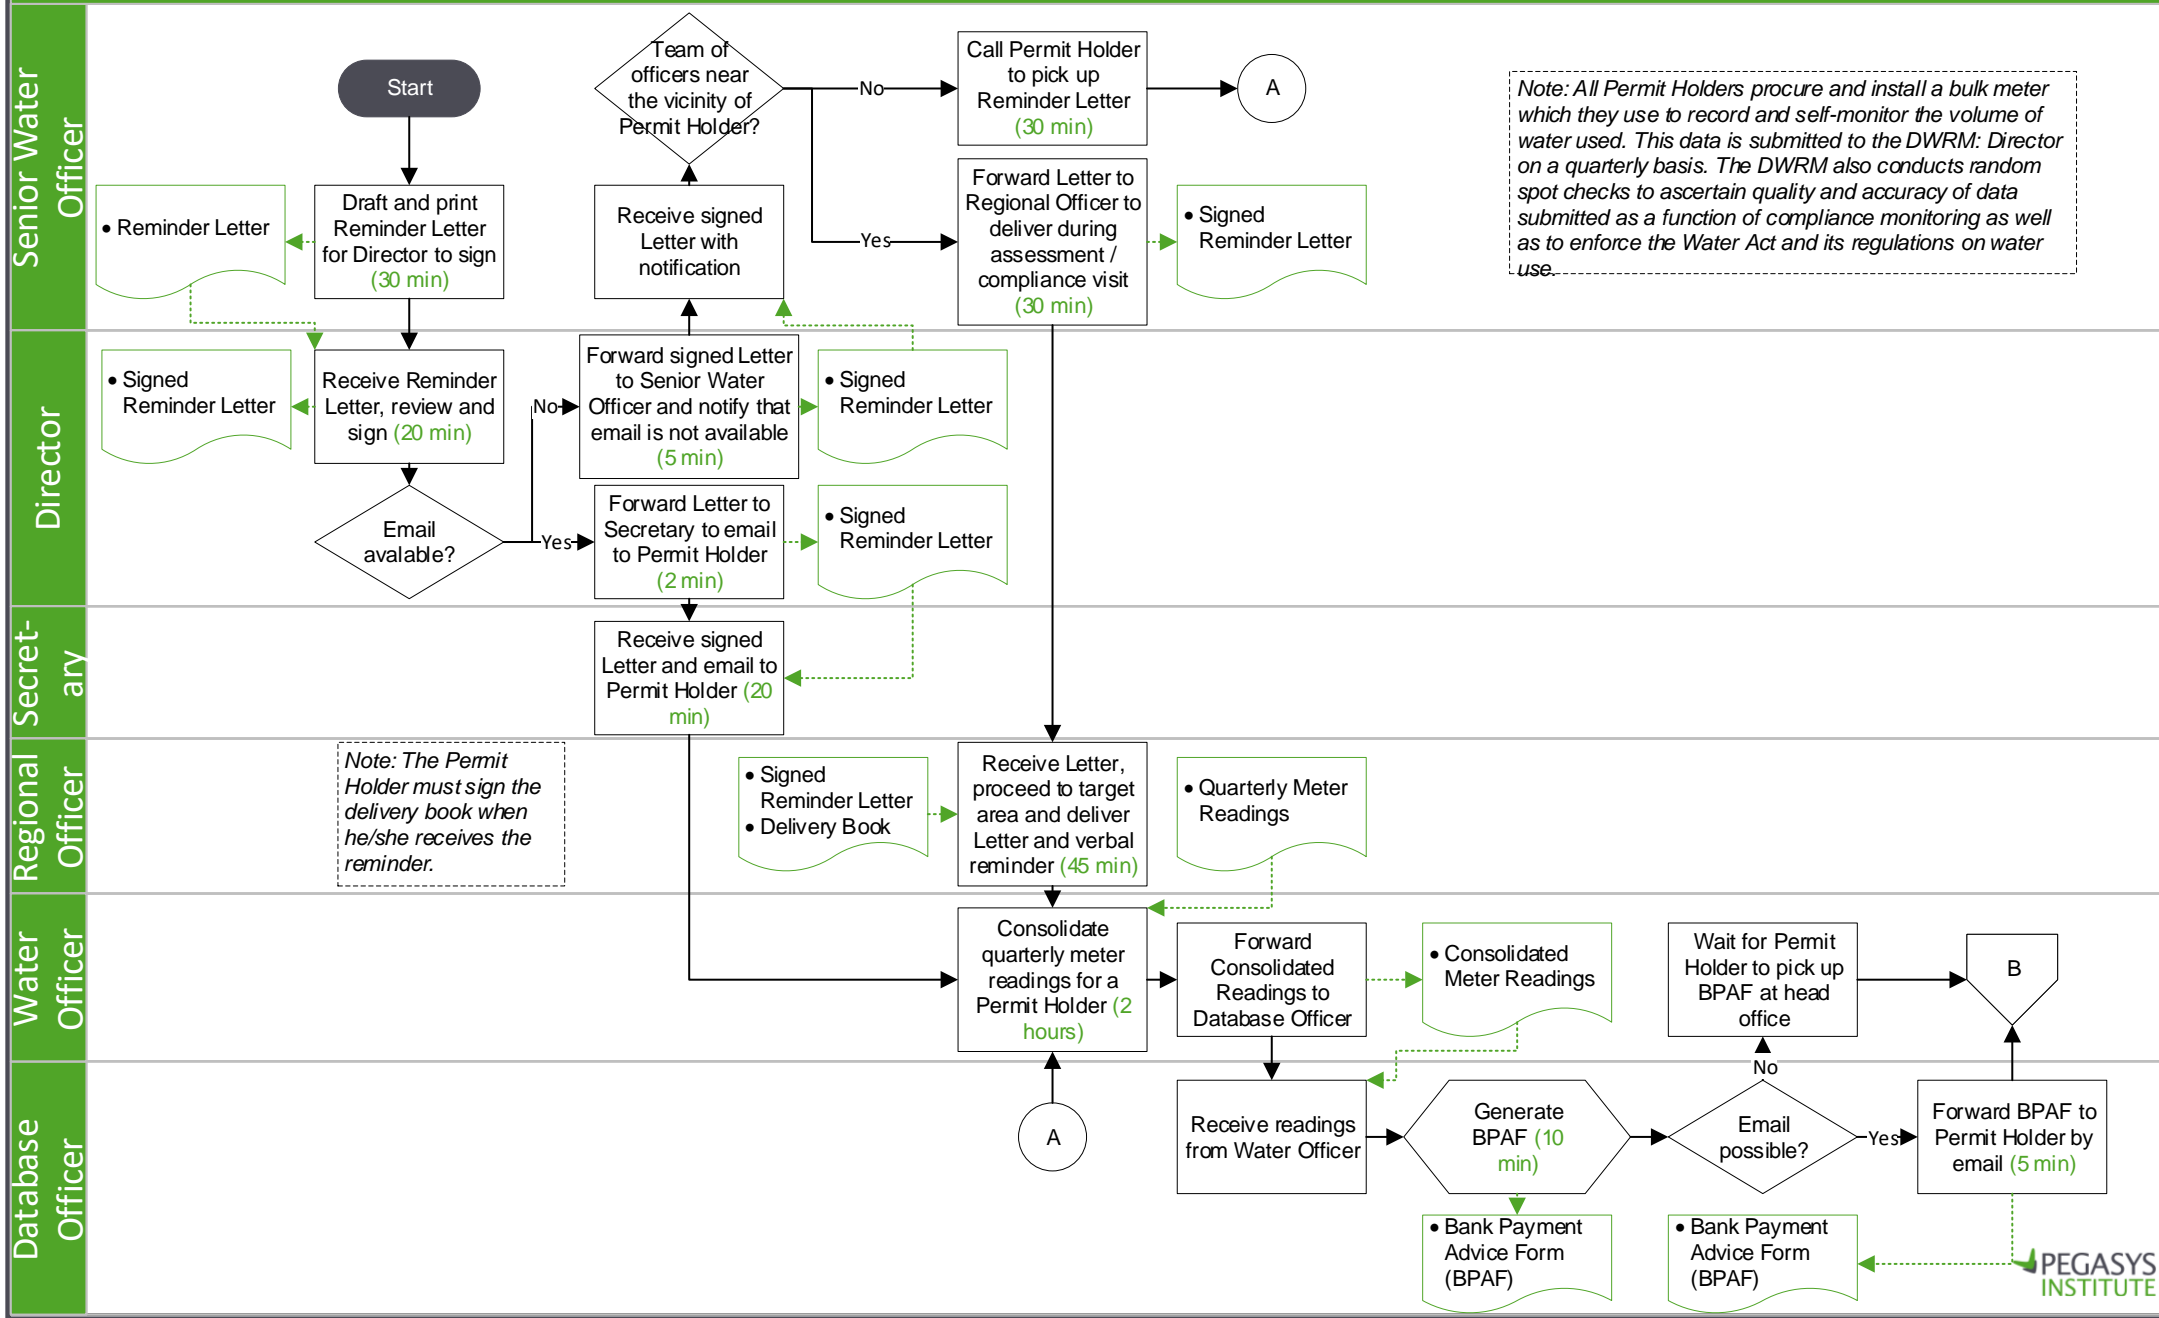 Senior Water
Officer
Start
Team of
officers near
the vicinity of
Permit Holder?
No
Yes
Call Permit Holder
to pick up
Reminder Letter
(30 min)
A
Note: All Permit Holders procure and install a bulk meter
which they use to record and self-monitor the volume of
water used. This data is submitted to the DWRM: Director
on a quarterly basis. The DWRM also conducts random
spot checks to ascertain quality and accuracy of data
submitted as a function of compliance monitoring as well
as to enforce the Water Act and its regulations on water
use.
• Reminder Letter
Draft and print
Reminder Letter
for Director to sign
(30 min)
Receive signed
Letter with
notification
Forward Letter to
Regional Officer to
deliver during
assessment /
compliance visit
(30 min)
• Signed
Reminder Letter
Director
• Signed
Reminder Letter
Receive Reminder
Letter, review and
sign (20 min)
No
Forward signed Letter
to Senior Water
Officer and notify that
email is not available
(5 min)
• Signed
Reminder Letter
Email
avalable?
Yes
Forward Letter to
Secretary to email
to Permit Holder
(2 min)
• Signed
Reminder Letter
Secret-
ary
Receive signed
Letter and email to
Permit Holder (20
min)
Regional
Officer
Note: The Permit
Holder must sign the
delivery book when
he/she receives the
reminder.
• Signed
Reminder Letter
• Delivery Book
Receive Letter,
proceed to target
area and deliver
Letter and verbal
reminder (45 min)
• Quarterly Meter
Readings
Water
Officer
Consolidate
quarterly meter
readings for a
Permit Holder (2
hours)
Forward
Consolidated
Readings to
Database Officer
• Consolidated
Meter Readings
Wait for Permit
Holder to pick up
BPAF at head
office
B
Database
Officer
A
Receive readings
from Water Officer
Generate
BPAF (10
min)
No
Email
possible?
Yes
Forward BPAF to
Permit Holder by
email (5 min)
• Bank Payment
Advice Form
(BPAF)
• Bank Payment
Advice Form
(BPAF)
PEGASYS
INSTITUTE